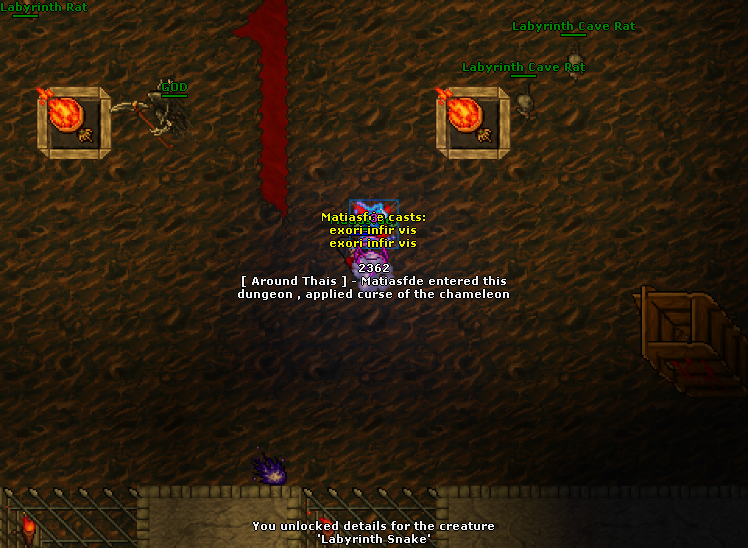 Labyrinth Rat
Labyrinth Cave Rat
Labyrinth Cave Rat
GOD
Matiasfde casts:
exori infir vis
exori infir vis
2362
[ Around Thais ] - Matiasfde entered this
dungeon , applied curse of the chameleon
You unlocked details for the creature
'Labyrinth Snake'